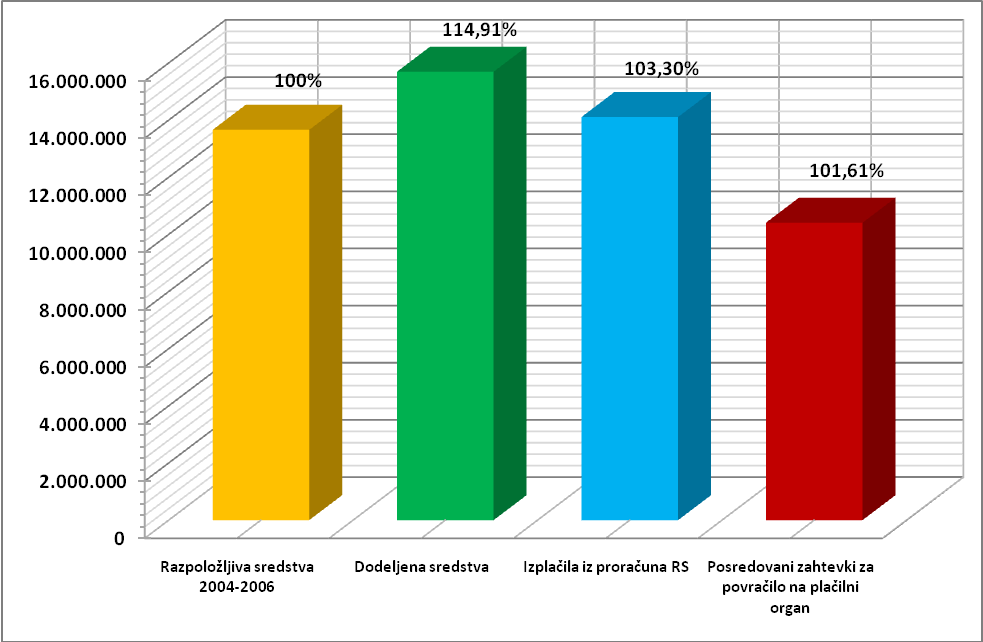 114,91%
103,30%
100%
101,61%
16.000.000
14.000.000
12.000.000
10.000.000
8.000.000
6.000.000
4.000.000
2.000.000
0
Razpoložljiva sredstva
2004-2006
Dodeljena sredstva
Izplačila iz proračuna RS
Posredovani zahtevki za
povračilo na plačilni
organ